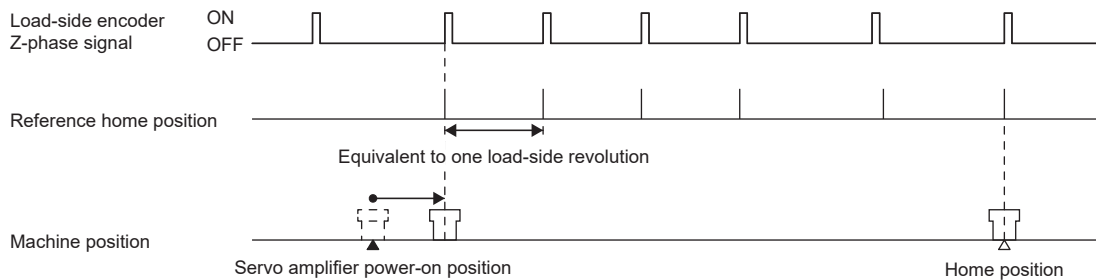 Load-side encoder
Z-phase signal
ON
OFF
Reference home position
Equivalent to one load-side revolution
Machine position
Servo amplifier power-on position
Home position